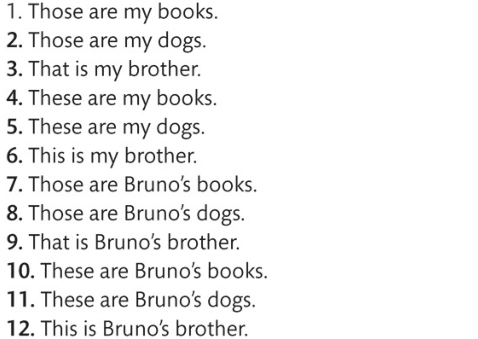 1. Those are my books.
2. Those are my dogs.
3. That is my brother.
4. These are my books.
5. These are my dogs.
6. This is my brother.
7. Those are Bruno’s books.
8. Those are Bruno’s dogs.
9. That is Bruno’s brother.
10. These are Bruno’s books.
11. These are Bruno’s dogs.
12. This is Bruno’s brother.